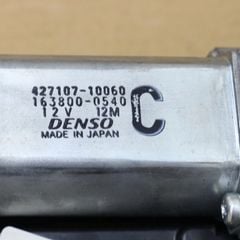 427107-10060
163800-0540
12V 12M
C
DENSO
MADE IN JAPAN